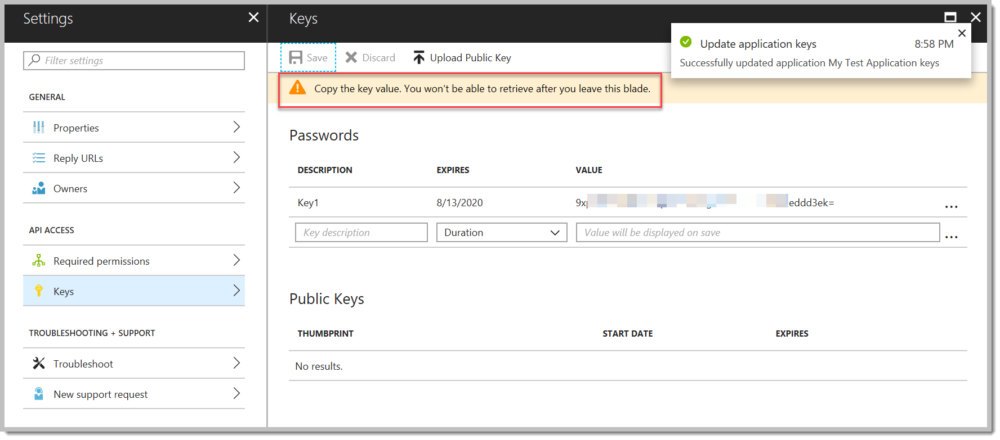 Settings
Filter settings
GENERAL
Properties
Reply URLs
Owners
API ACCESS
Required permissions
Keys
TROUBLESHOOTING + SUPPORT
Troubleshoot
New support request
Keys
Save Discard Upload Public Key
Update application keys 8:58 PM
Successfully updated application My Test Application keys
Copy the key value. You won't be able to retrieve after you leave this blade.
Passwords
DESCRIPTION EXPIRES VALUE
Key1 8/13/2020 9xp eddd3ek=
Key description Duration Value will be displayed on save
Public Keys
THUMBPRINT START DATE EXPIRES
No results.